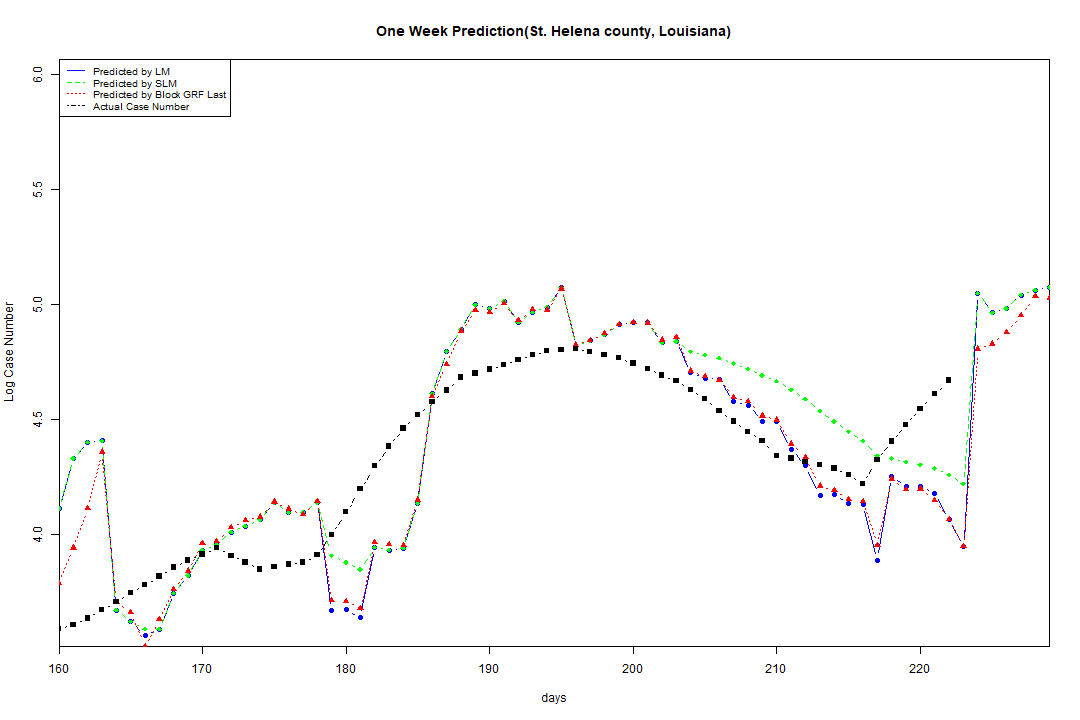 One Week Prediction(St. Helena county, Louisiana)
Predicted by LM
Predicted by SLM
Predicted by Block GRF Last
Actual Case Number
6.0
5.5
5.0
4.5
4.0
Log Case Number
160 170 180 190 200 210 220
days